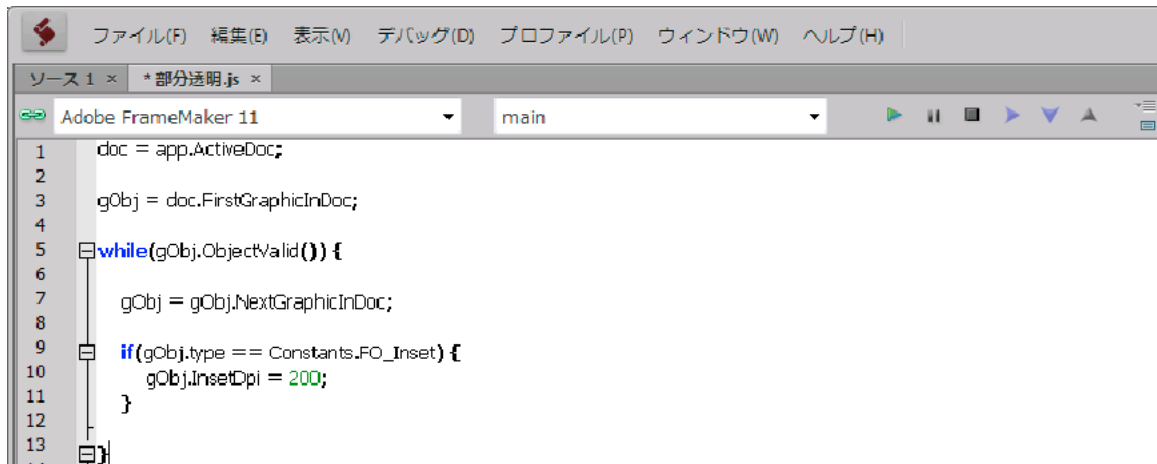 ファイル(F) 編集(E) 表示(V) デバッグ(D) プロファイル(P) ウィンドウ(W) ヘルプ(H)
ソース 1 × * 部分透明.js ×
Adobe FrameMaker 11 main
1 doc = app.ActiveDoc;
2
3 gObj = doc.FirstGraphicInDoc;
4
5 while(gObj.ObjectValid()) {
6
7 gObj = gObj.NextGraphicInDoc;
8
9 if(gObj.type == Constants.FO_Inset) {
10 gObj.InsetDpi = 200;
11 }
12
13 }